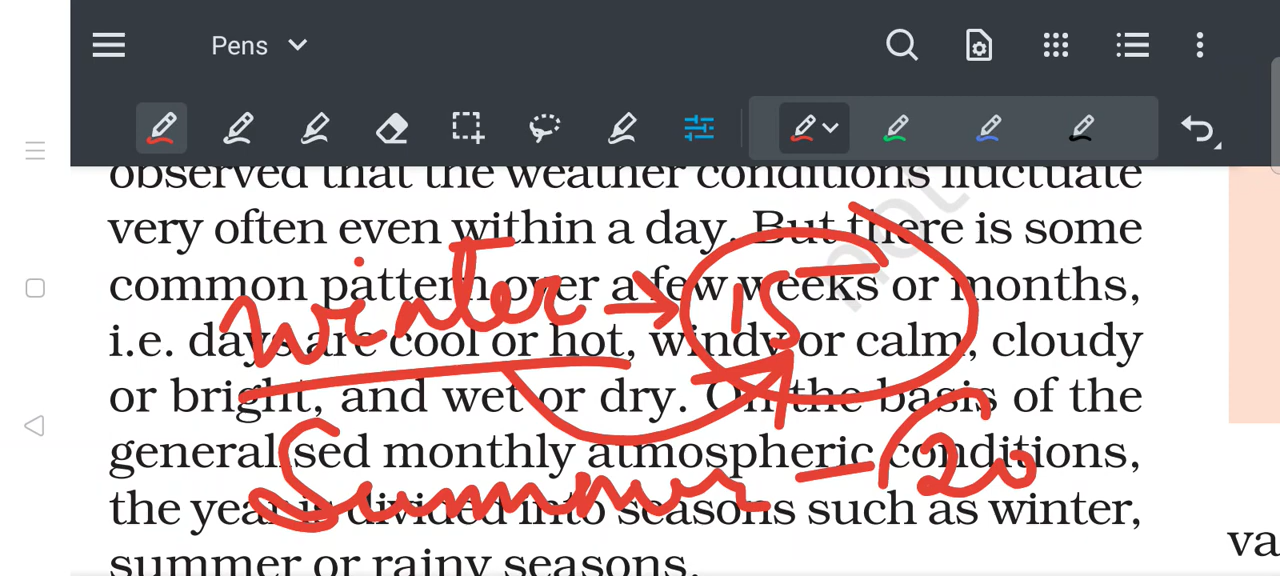 Pens
observed that the weather conditions fluctuate
very often even within a day. But there is some
common pattern over a few weeks or months,
i.e. days are cool or hot, windy or calm, cloudy
or bright, and wet or dry. On the basis of the
generalised monthly atmospheric conditions,
the year is divided into seasons such as winter,
summer or rainy seasons.
winter → 15
Summer - 20
not
va